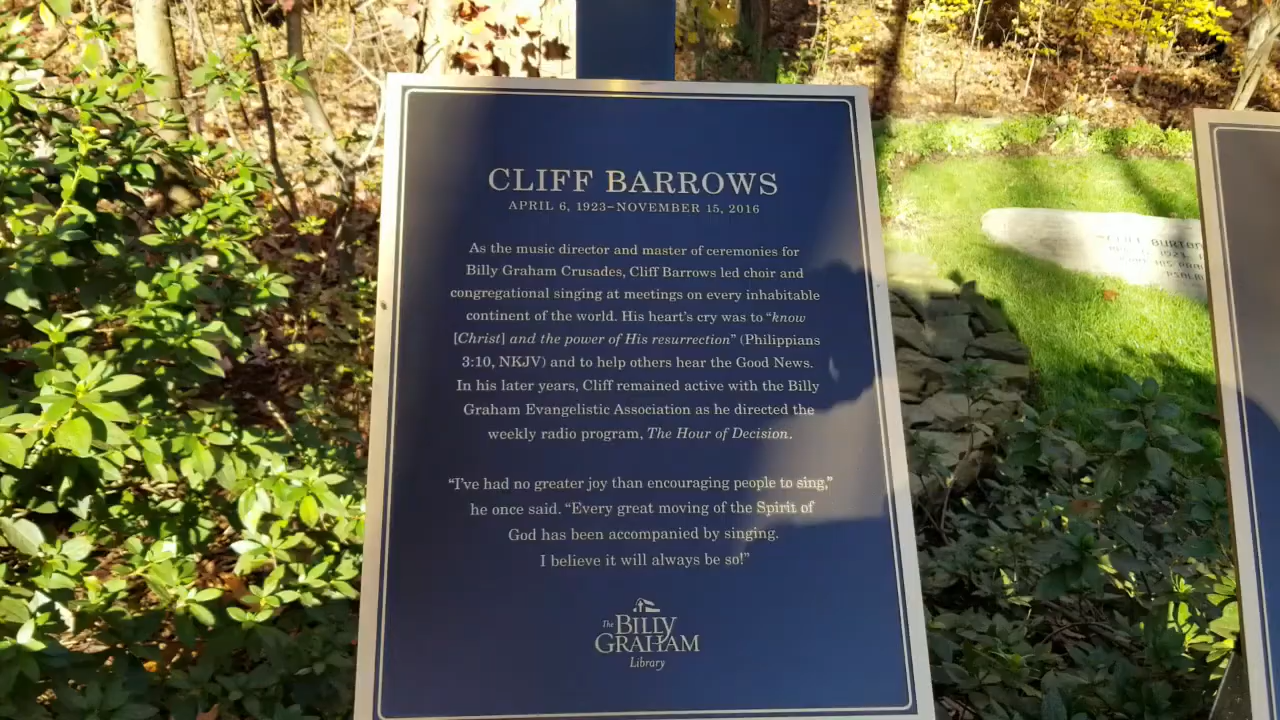 CLIFF BARROWS
APRIL 6, 1923–NOVEMBER 15, 2016
As the music director and master of ceremonies for
Billy Graham Crusades, Cliff Barrows led choir and
congregational singing at meetings on every inhabitable
continent of the world. His heart's cry was to “know
[Christ] and the power of His resurrection” (Philippians
3:10, NKJV) and to help others hear the Good News.
In his later years, Cliff remained active with the Billy
Graham Evangelistic Association as he directed the
weekly radio program, The Hour of Decision.
“I've had no greater joy than encouraging people to sing,”
he once said. “Every great moving of the Spirit of
God has been accompanied by singing.
I believe it will always be so!”
The BILLY
GRAHAM
Library
CLIFF BURTON